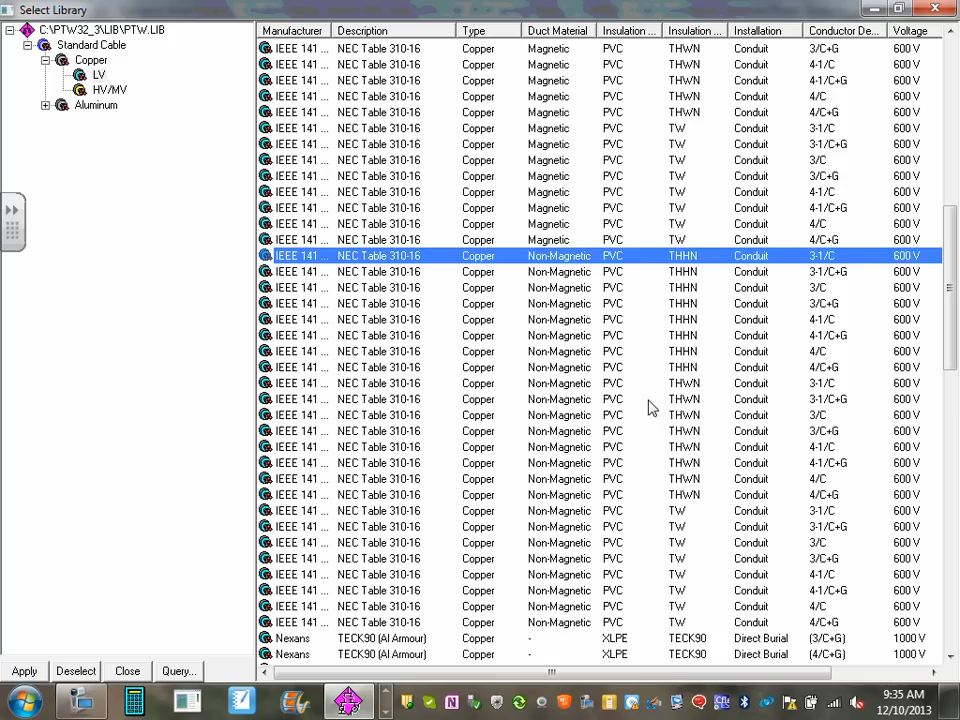 Select Library
C:\PTW32_3\LIB\PTW.LIB
Standard Cable
Copper
LV
HV/MV
Aluminum
Manufacturer Description Type Duct Material Insulation ... Insulation ... Installation Conductor De... Voltage
IEEE 141 ... NEC Table 310-16 Copper Magnetic PVC THWN Conduit 3/C+G 600 V
IEEE 141 ... NEC Table 310-16 Copper Magnetic PVC THWN Conduit 4-1/C 600 V
IEEE 141 ... NEC Table 310-16 Copper Magnetic PVC THWN Conduit 4-1/C+G 600 V
IEEE 141 ... NEC Table 310-16 Copper Magnetic PVC THWN Conduit 4/C 600 V
IEEE 141 ... NEC Table 310-16 Copper Magnetic PVC THWN Conduit 4/C+G 600 V
IEEE 141 ... NEC Table 310-16 Copper Magnetic PVC TW Conduit 3-1/C 600 V
IEEE 141 ... NEC Table 310-16 Copper Magnetic PVC TW Conduit 3-1/C+G 600 V
IEEE 141 ... NEC Table 310-16 Copper Magnetic PVC TW Conduit 3/C 600 V
IEEE 141 ... NEC Table 310-16 Copper Magnetic PVC TW Conduit 3/C+G 600 V
IEEE 141 ... NEC Table 310-16 Copper Magnetic PVC TW Conduit 4-1/C 600 V
IEEE 141 ... NEC Table 310-16 Copper Magnetic PVC TW Conduit 4-1/C+G 600 V
IEEE 141 ... NEC Table 310-16 Copper Magnetic PVC TW Conduit 4/C 600 V
IEEE 141 ... NEC Table 310-16 Copper Magnetic PVC TW Conduit 4/C+G 600 V
IEEE 141 ... NEC Table 310-16 Copper Non-Magnetic PVC THHN Conduit 3-1/C 600 V
IEEE 141 ... NEC Table 310-16 Copper Non-Magnetic PVC THHN Conduit 3-1/C+G 600 V
IEEE 141 ... NEC Table 310-16 Copper Non-Magnetic PVC THHN Conduit 3/C 600 V
IEEE 141 ... NEC Table 310-16 Copper Non-Magnetic PVC THHN Conduit 3/C+G 600 V
IEEE 141 ... NEC Table 310-16 Copper Non-Magnetic PVC THHN Conduit 4-1/C 600 V
IEEE 141 ... NEC Table 310-16 Copper Non-Magnetic PVC THHN Conduit 4-1/C+G 600 V
IEEE 141 ... NEC Table 310-16 Copper Non-Magnetic PVC THHN Conduit 4/C 600 V
IEEE 141 ... NEC Table 310-16 Copper Non-Magnetic PVC THHN Conduit 4/C+G 600 V
IEEE 141 ... NEC Table 310-16 Copper Non-Magnetic PVC THWN Conduit 3-1/C 600 V
IEEE 141 ... NEC Table 310-16 Copper Non-Magnetic PVC THWN Conduit 3-1/C+G 600 V
IEEE 141 ... NEC Table 310-16 Copper Non-Magnetic PVC THWN Conduit 3/C 600 V
IEEE 141 ... NEC Table 310-16 Copper Non-Magnetic PVC THWN Conduit 3/C+G 600 V
IEEE 141 ... NEC Table 310-16 Copper Non-Magnetic PVC THWN Conduit 4-1/C 600 V
IEEE 141 ... NEC Table 310-16 Copper Non-Magnetic PVC THWN Conduit 4-1/C+G 600 V
IEEE 141 ... NEC Table 310-16 Copper Non-Magnetic PVC THWN Conduit 4/C 600 V
IEEE 141 ... NEC Table 310-16 Copper Non-Magnetic PVC THWN Conduit 4/C+G 600 V
IEEE 141 ... NEC Table 310-16 Copper Non-Magnetic PVC TW Conduit 3-1/C 600 V
IEEE 141 ... NEC Table 310-16 Copper Non-Magnetic PVC TW Conduit 3-1/C+G 600 V
IEEE 141 ... NEC Table 310-16 Copper Non-Magnetic PVC TW Conduit 3/C 600 V
IEEE 141 ... NEC Table 310-16 Copper Non-Magnetic PVC TW Conduit 3/C+G 600 V
IEEE 141 ... NEC Table 310-16 Copper Non-Magnetic PVC TW Conduit 4-1/C 600 V
IEEE 141 ... NEC Table 310-16 Copper Non-Magnetic PVC TW Conduit 4-1/C+G 600 V
IEEE 141 ... NEC Table 310-16 Copper Non-Magnetic PVC TW Conduit 4/C 600 V
IEEE 141 ... NEC Table 310-16 Copper Non-Magnetic PVC TW Conduit 4/C+G 600 V
Nexans TECK90 (Al Armour) Copper - XLPE TECK90 Direct Burial (3/C+G) 1000 V
Nexans TECK90 (Al Armour) Copper - XLPE TECK90 Direct Burial (4/C+G) 1000 V
Apply Deselect Close Query...
9:35 AM
12/10/2013